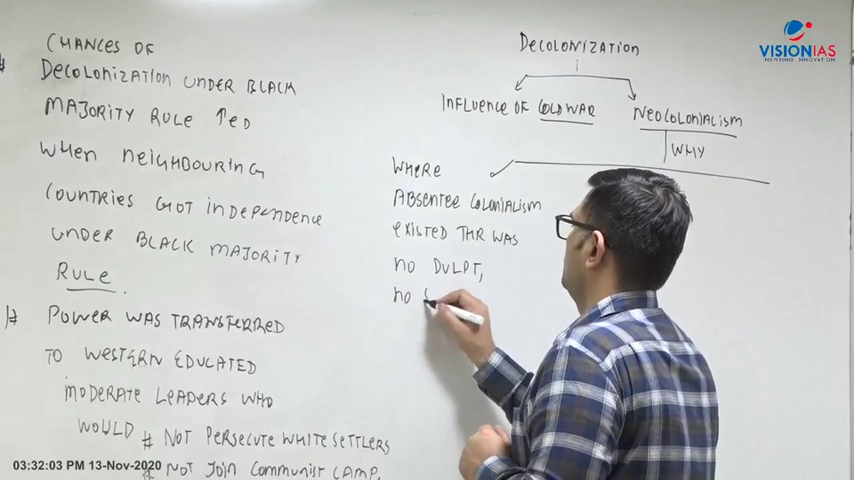 CHANCES OF
DECOLONIZATION UNDER BLACK
MAJORITY RULE ↑ED
WHEN NEIGHBOURING
COUNTRIES GOT INDEPENDENCE
UNDER BLACK MAJORITY
RULE.
# POWER WAS TRANSFERRED
TO WESTERN EDUCATED
MODERATE LEADERS WHO
WOULD # NOT PERSECUTE WHITE SETTLERS
# NOT JOIN COMMUNIST CAMP.
DECOLONIZATION
INFLUENCE OF COLD WAR
NEOCOLONIALISM
WHY
WHERE
ABSENTEE COLONIALISM
EXISTED THR WAS
NO DVLPT,
NO
VISIONIAS
INSPIRING INNOVATION
03:32:03 PM 13-Nov-2020